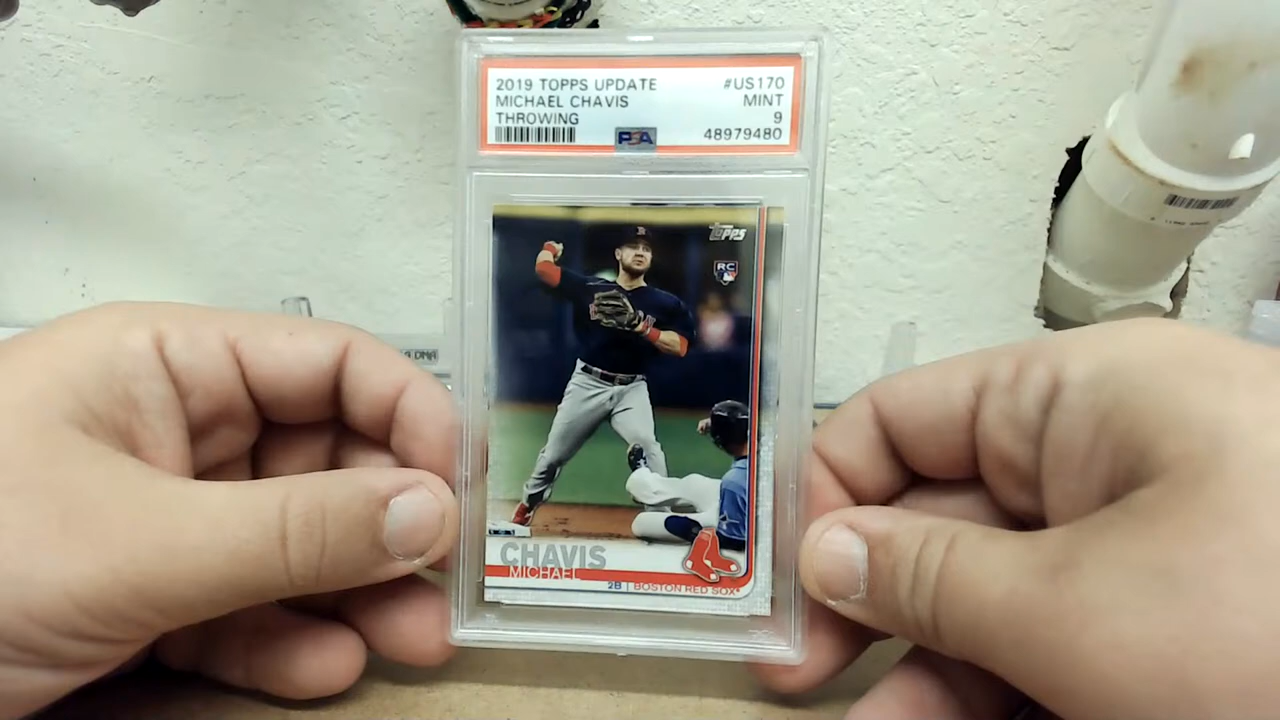 2019 TOPPS UPDATE #US170
MICHAEL CHAVIS MINT
THROWING 9
PSA 48979480
Topps
RC
B
CHAVIS
MICHAEL
2B | BOSTON RED SOX
DMA